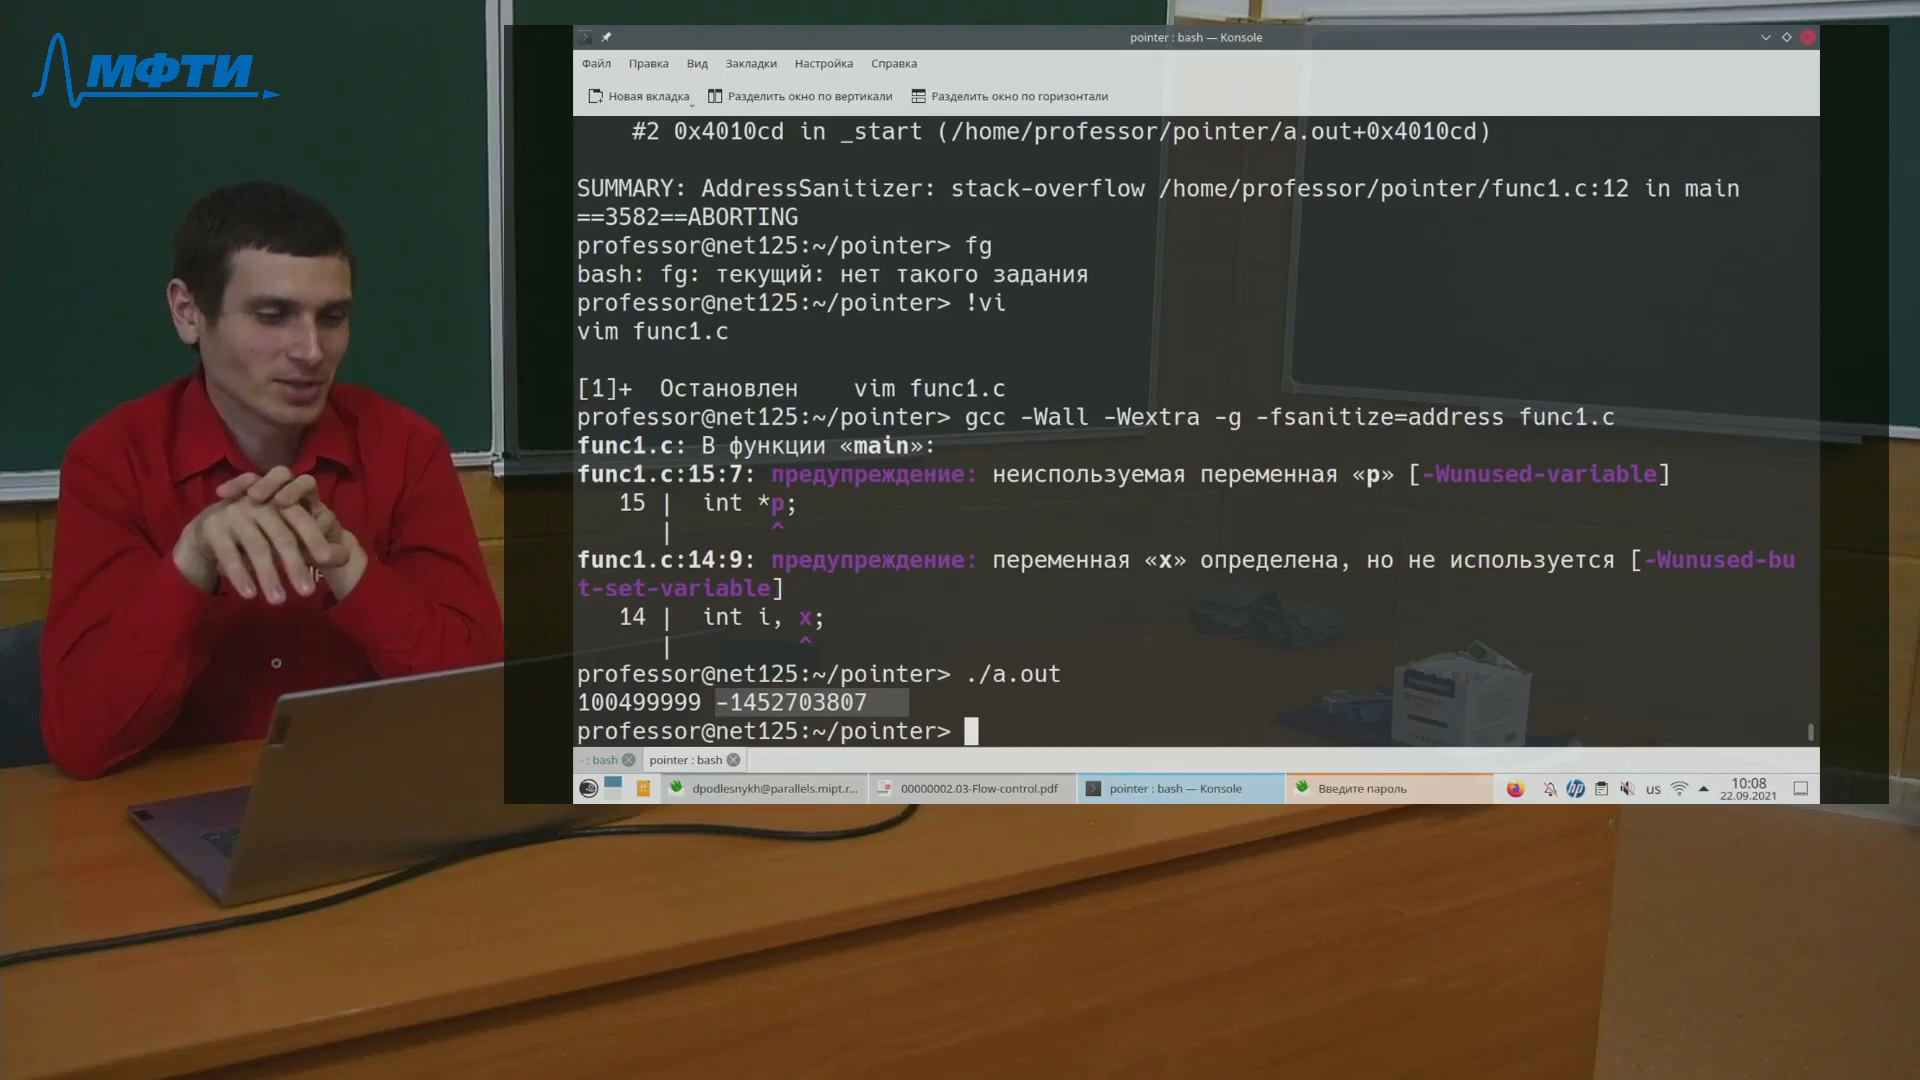 МФТИ
pointer : bash — Konsole
Файл Правка Вид Закладки Настройка Справка
Новая вкладка Разделить окно по вертикали Разделить окно по горизонтали
#2 0x4010cd in _start (/home/professor/pointer/a.out+0x4010cd)
SUMMARY: AddressSanitizer: stack-overflow /home/professor/pointer/func1.c:12 in main
==3582==ABORTING
professor@net125:~/pointer> fg
bash: fg: текущий: нет такого задания
professor@net125:~/pointer> !vi
vim func1.c
[1]+ Остановлен vim func1.c
professor@net125:~/pointer> gcc -Wall -Wextra -g -fsanitize=address func1.c
func1.c: В функции «main»:
func1.c:15:7: предупреждение: неиспользуемая переменная «p» [-Wunused-variable]
15 | int *p;
| ^
func1.c:14:9: предупреждение: переменная «x» определена, но не используется [-Wunused-bu
t-set-variable]
14 | int i, x;
| ^
professor@net125:~/pointer> ./a.out
100499999 -1452703807
professor@net125:~/pointer>
- : bash pointer : bash
dpodlesnykh@parallels.mipt.r... 00000002.03-Flow-control.pdf pointer : bash — Konsole Введите пароль us 10:08
22.09.2021